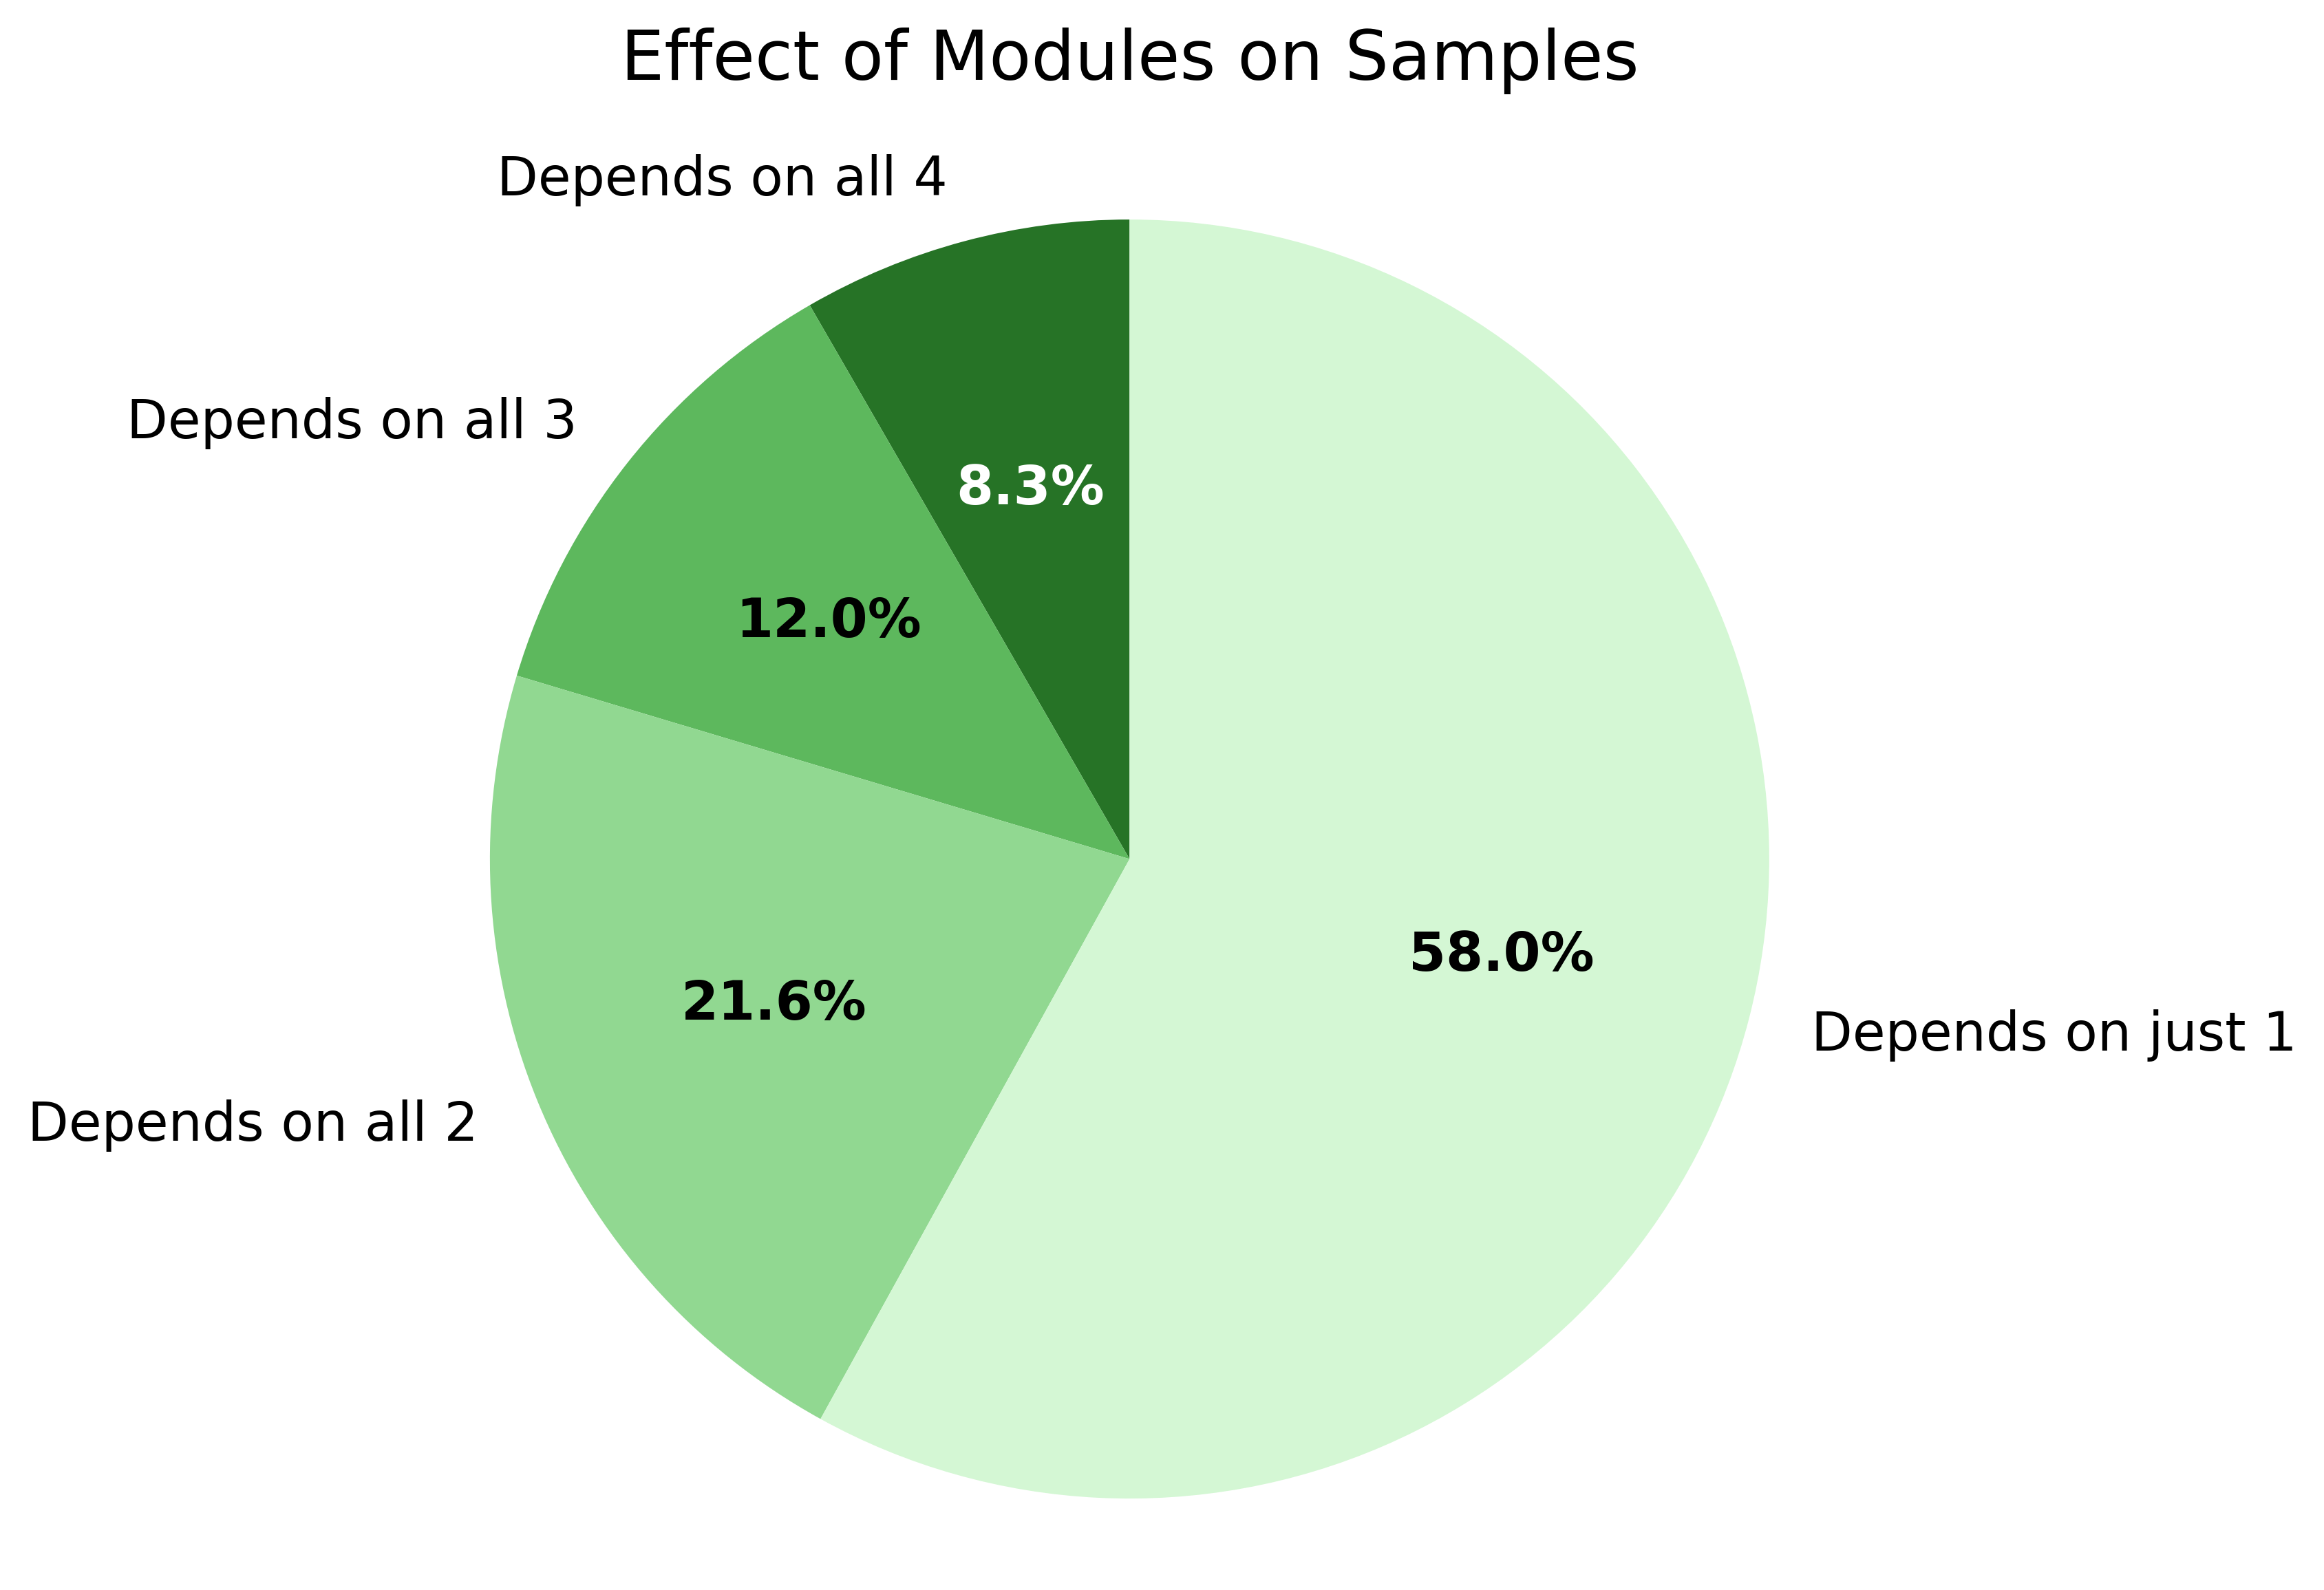 Effect of Modules on Samples
Depends on all 4
Depends on all 3
8.3%
12.0%
58.0%
21.6%
Depends on just 1
Depends on all 2